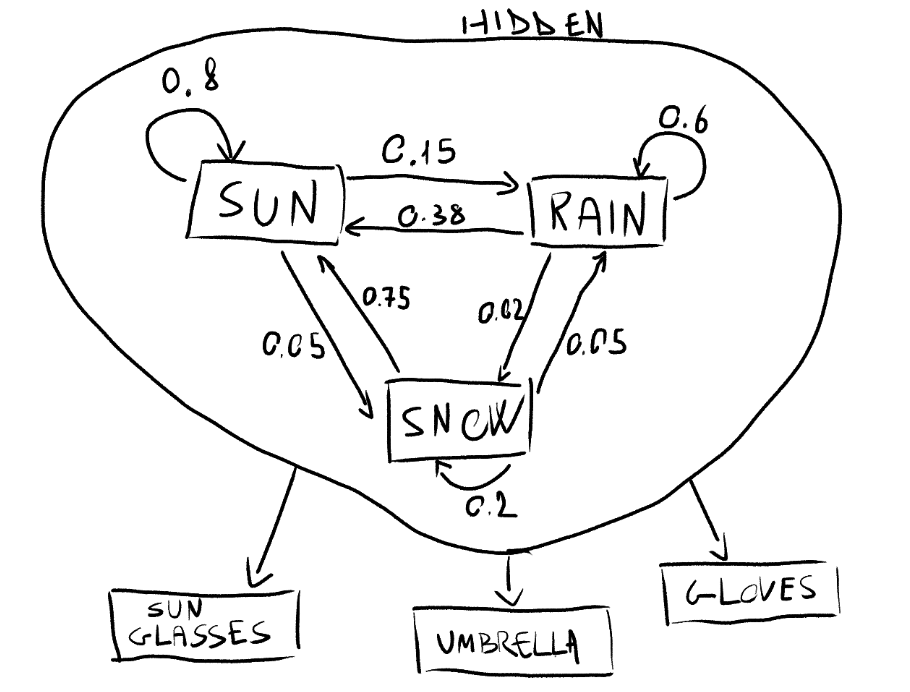 HIDDEN
0.8
0.6
0.15
SUN
RAIN
0.38
0.75
0.02
0.05
0.05
SNOW
0.2
SUN
GLASSES
UMBRELLA
GLOVES